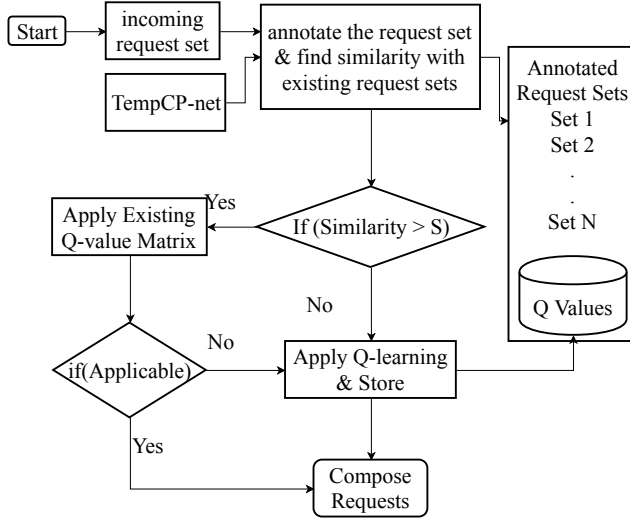 Start
incoming
request set
TempCP-net
annotate the request set
& find similarity with
existing request sets
Annotated
Request Sets
Set 1
Set 2
.
.
Set N
Q Values
If (Similarity > S)
Yes
Apply Existing
Q-value Matrix
No
if(Applicable)
No
Apply Q-learning
& Store
Yes
Compose
Requests